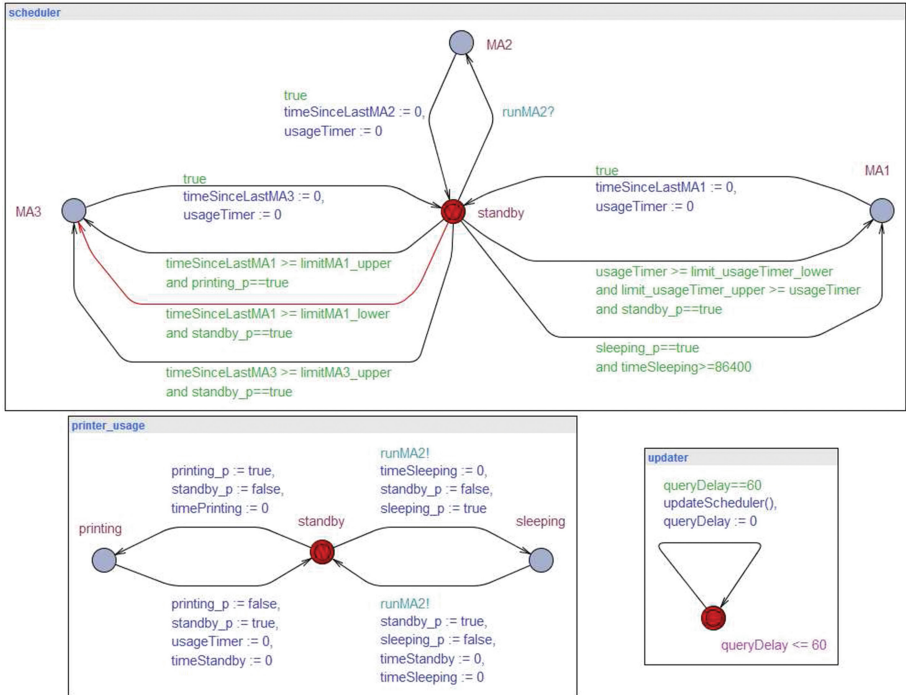 scheduler
MA2
true
timeSinceLastMA2 := 0,
usageTimer := 0
runMA2?
MA3
true
timeSinceLastMA3 := 0,
usageTimer := 0
standby
true
timeSinceLastMA1 := 0,
usageTimer := 0
MA1
timeSinceLastMA1 >= limitMA1_upper
and printing_p==true
timeSinceLastMA1 >= limitMA1_lower
and standby_p==true
timeSinceLastMA3 >= limitMA3_upper
and standby_p==true
usageTimer >= limit_usageTimer_lower
and limit_usageTimer_upper >= usageTimer
and standby_p==true
sleeping_p==true
and timeSleeping>=86400
printer_usage
printing
printing_p := true,
standby_p := false,
timePrinting := 0
standby
runMA2!
timeSleeping := 0,
standby_p := false,
sleeping_p := true
sleeping
printing_p := false,
standby_p := true,
usageTimer := 0,
timeStandby := 0
runMA2!
standby_p := true,
sleeping_p := false,
timeStandby := 0,
timeSleeping := 0
updater
queryDelay==60
updateScheduler(),
queryDelay := 0
queryDelay <= 60